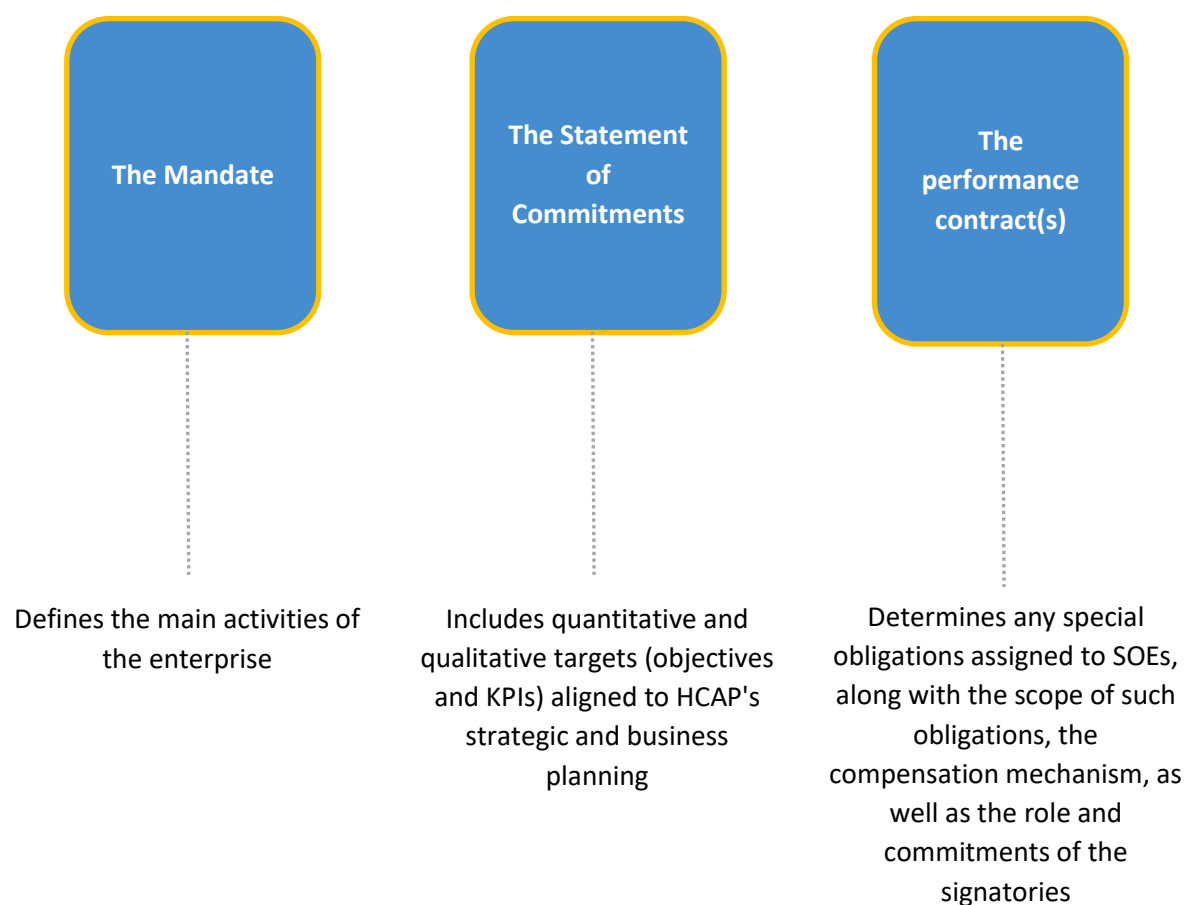 The Mandate
The Statement
of
Commitments
The
performance
contract(s)
Defines the main activities of
the enterprise
Includes quantitative and
qualitative targets (objectives
and KPIs) aligned to HCAP's
strategic and business
planning
Determines any special
obligations assigned to SOEs,
along with the scope of such
obligations, the
compensation mechanism, as
well as the role and
commitments of the
signatories